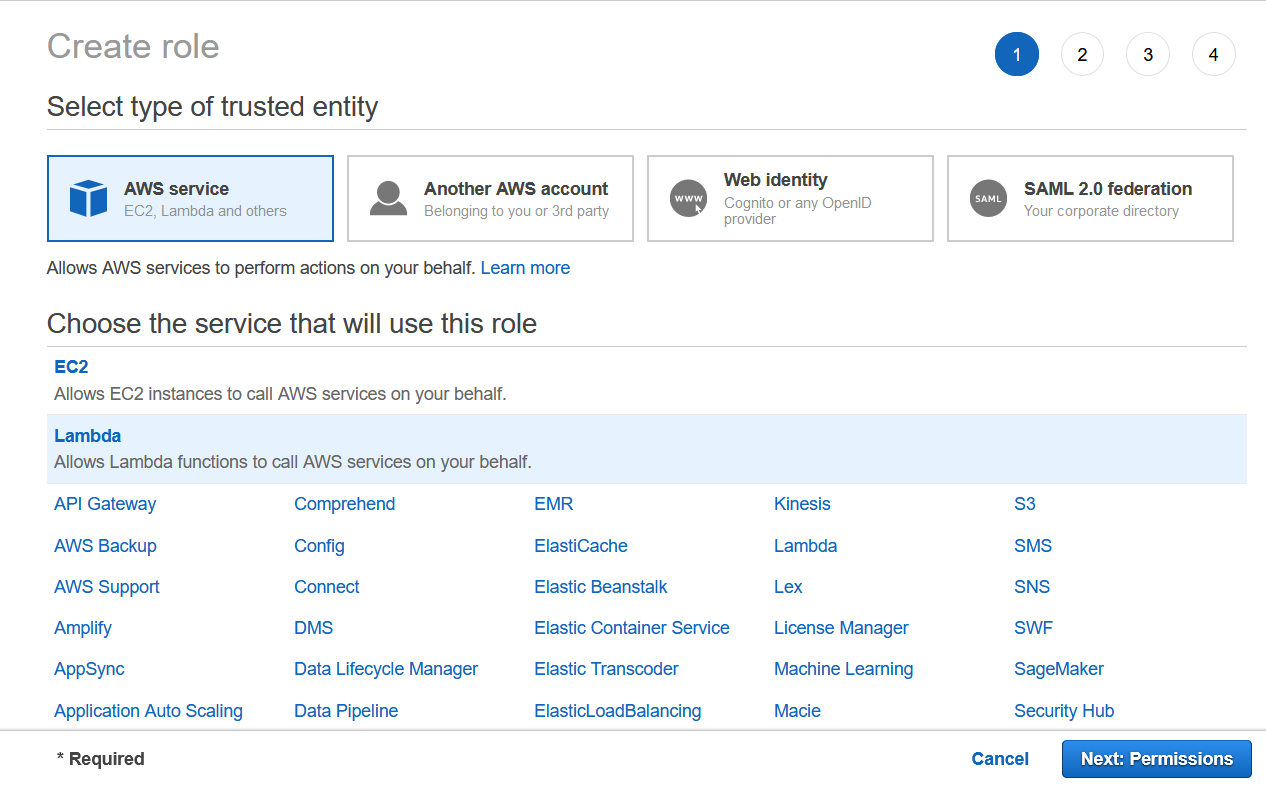 Create role
1 2 3 4
Select type of trusted entity
AWS service
EC2, Lambda and others
Another AWS account
Belonging to you or 3rd party
WWW
Web identity
Cognito or any OpenID
provider
SAML
SAML 2.0 federation
Your corporate directory
Allows AWS services to perform actions on your behalf. Learn more
Choose the service that will use this role
EC2
Allows EC2 instances to call AWS services on your behalf.
Lambda
Allows Lambda functions to call AWS services on your behalf.
API Gateway Comprehend EMR Kinesis S3
AWS Backup Config ElastiCache Lambda SMS
AWS Support Connect Elastic Beanstalk Lex SNS
Amplify DMS Elastic Container Service License Manager SWF
AppSync Data Lifecycle Manager Elastic Transcoder Machine Learning SageMaker
Application Auto Scaling Data Pipeline ElasticLoadBalancing Macie Security Hub
* Required Cancel Next: Permissions